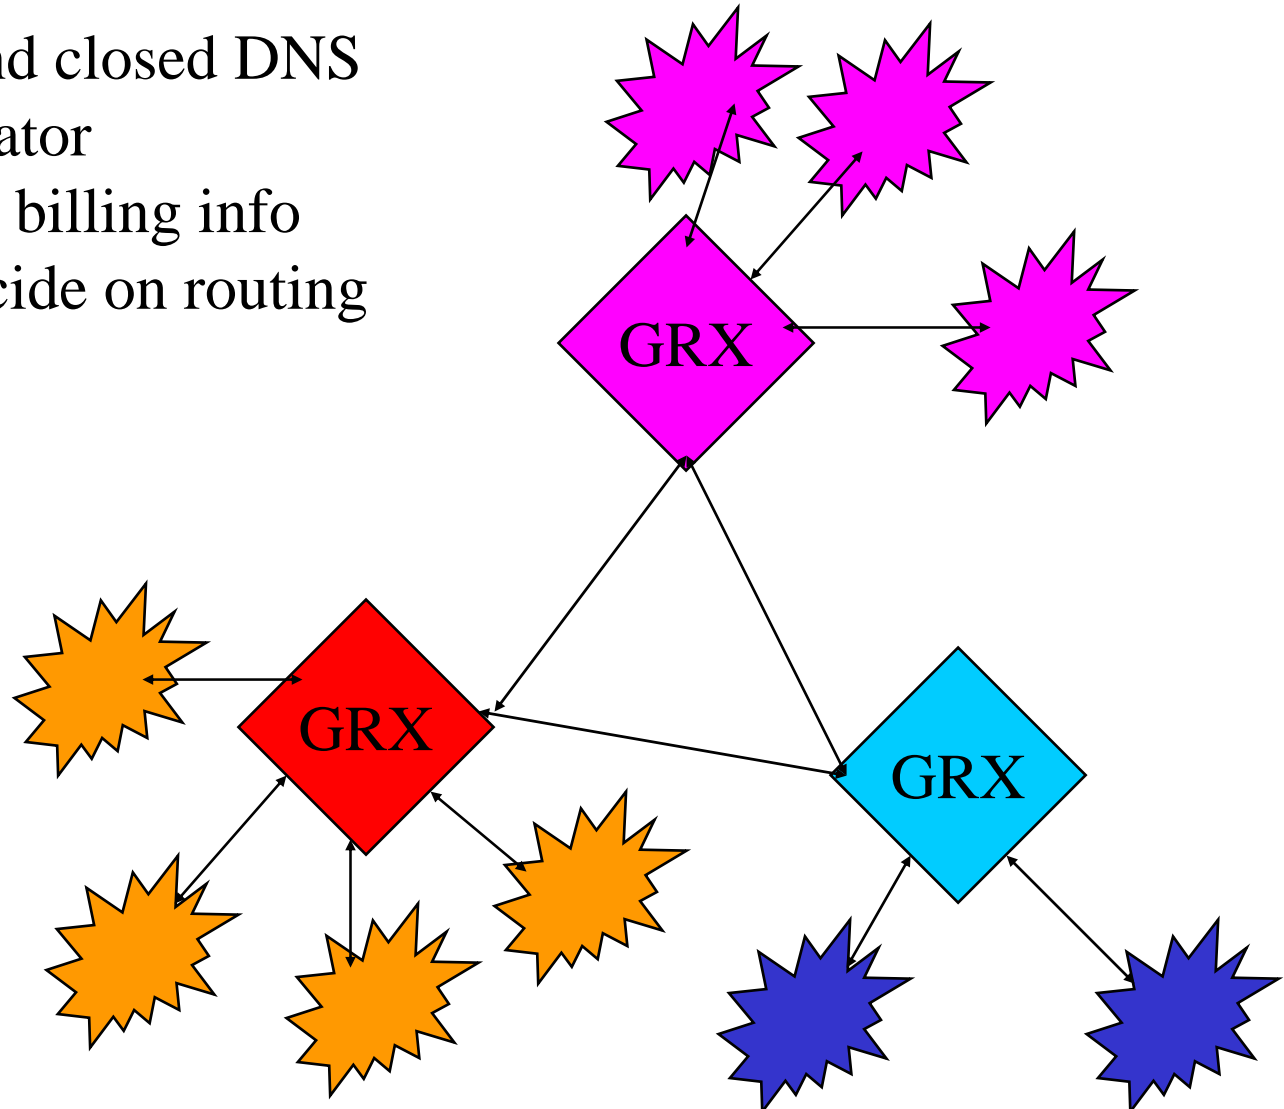 nd closed DNS
ator
billing info
cide on routing
GRX
GRX
GRX